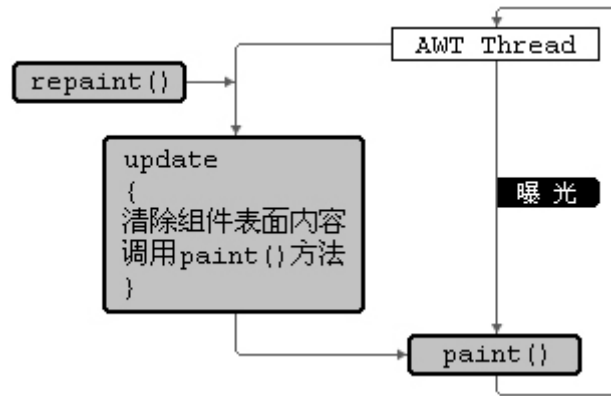 AWT Thread
repaint()
update
{
清除组件表面内容
调用paint()方法
}
曝 光
paint()